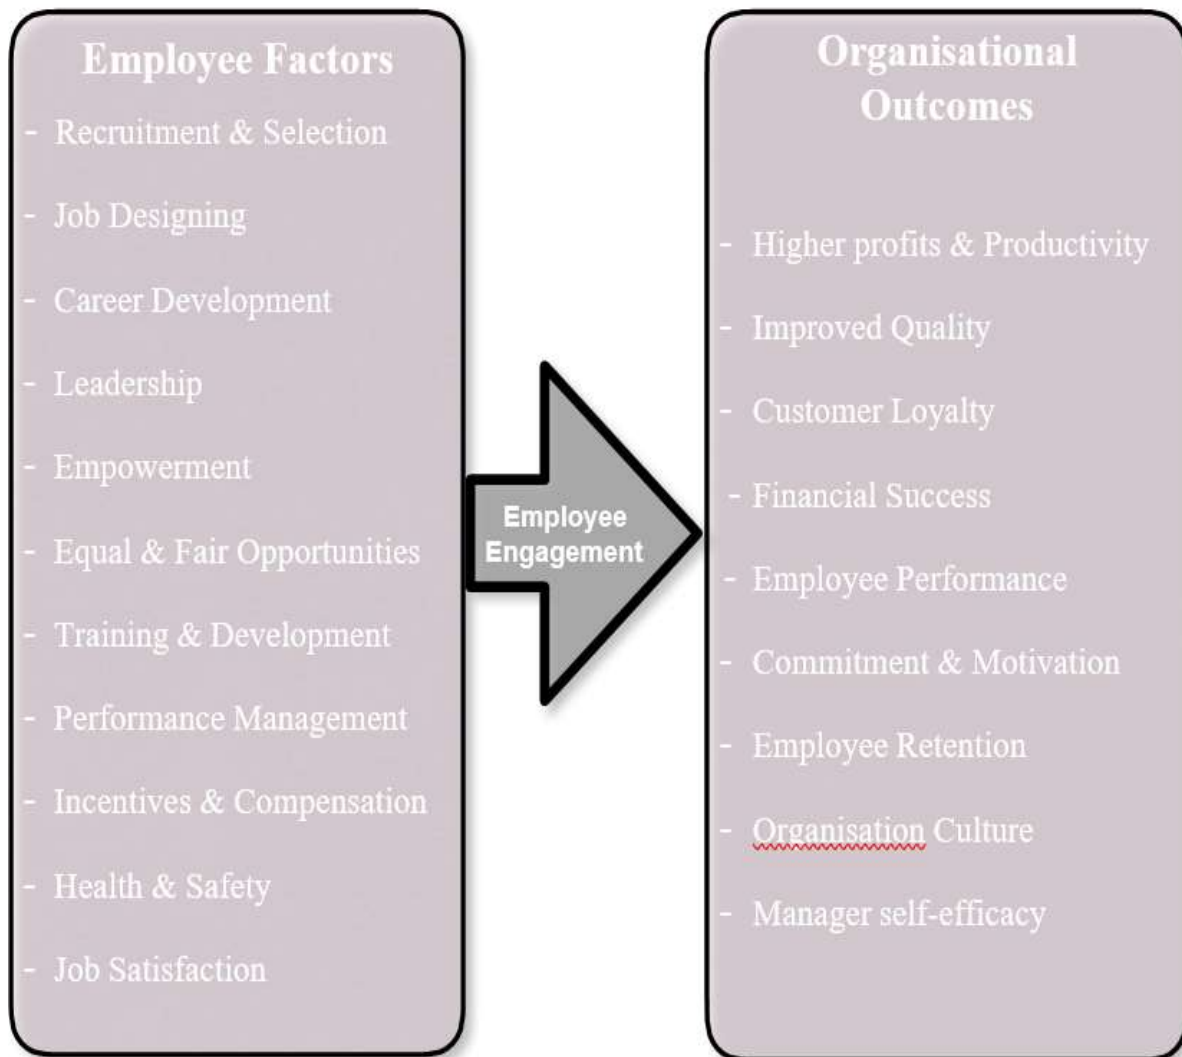 Employee Factors
- Recruitment & Selection
- Job Designing
- Career Development
- Leadership
- Empowerment
- Equal & Fair Opportunities
- Training & Development
- Performance Management
- Incentives & Compensation
- Health & Safety
- Job Satisfaction
Employee
Engagement
Organisational
Outcomes
- Higher profits & Productivity
- Improved Quality
- Customer Loyalty
- Financial Success
- Employee Performance
- Commitment & Motivation
- Employee Retention
- Organisation Culture
- Manager self-efficacy